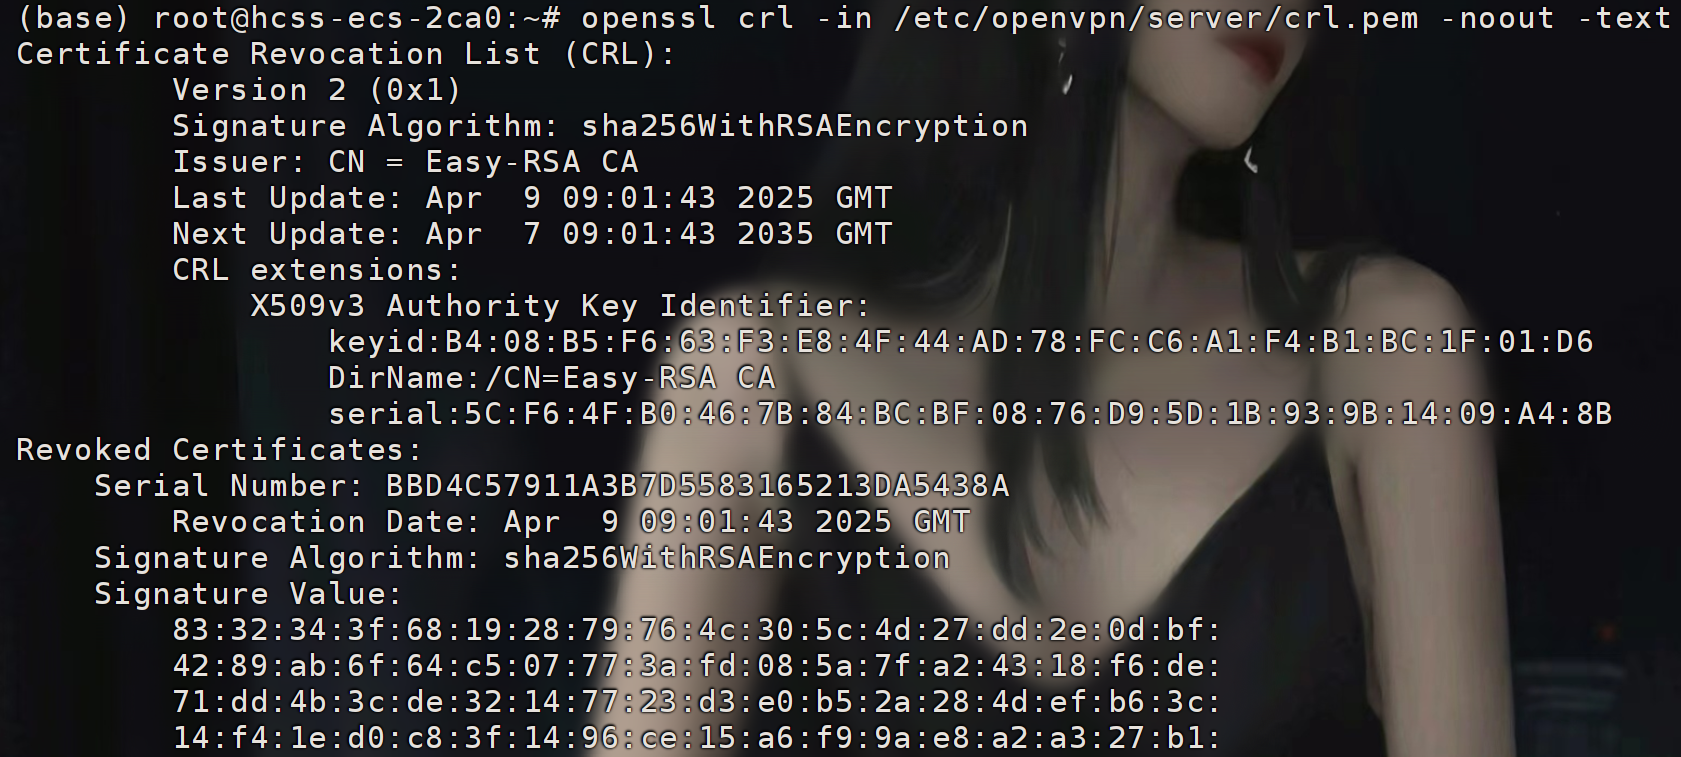 (base) root@hcss-ecs-2ca0:~# openssl crl -in /etc/openvpn/server/crl.pem -noout -text
Certificate Revocation List (CRL):
        Version 2 (0x1)
        Signature Algorithm: sha256WithRSAEncryption
        Issuer: CN = Easy-RSA CA
        Last Update: Apr  9 09:01:43 2025 GMT
        Next Update: Apr  7 09:01:43 2035 GMT
        CRL extensions:
            X509v3 Authority Key Identifier:
                keyid:B4:08:B5:F6:63:F3:E8:4F:44:AD:78:FC:C6:A1:F4:B1:BC:1F:01:D6
                DirName:/CN=Easy-RSA CA
                serial:5C:F6:4F:B0:46:7B:84:BC:BF:08:76:D9:5D:1B:93:9B:14:09:A4:8B
Revoked Certificates:
    Serial Number: BBD4C57911A3B7D5583165213DA5438A
        Revocation Date: Apr  9 09:01:43 2025 GMT
    Signature Algorithm: sha256WithRSAEncryption
    Signature Value:
        83:32:34:3f:68:19:28:79:76:4c:30:5c:4d:27:dd:2e:0d:bf:
        42:89:ab:6f:64:c5:07:77:3a:fd:08:5a:7f:a2:43:18:f6:de:
        71:dd:4b:3c:de:32:14:77:23:d3:e0:b5:2a:28:4d:ef:b6:3c:
        14:f4:1e:d0:c8:3f:14:96:ce:15:a6:f9:9a:e8:a2:a3:27:b1: